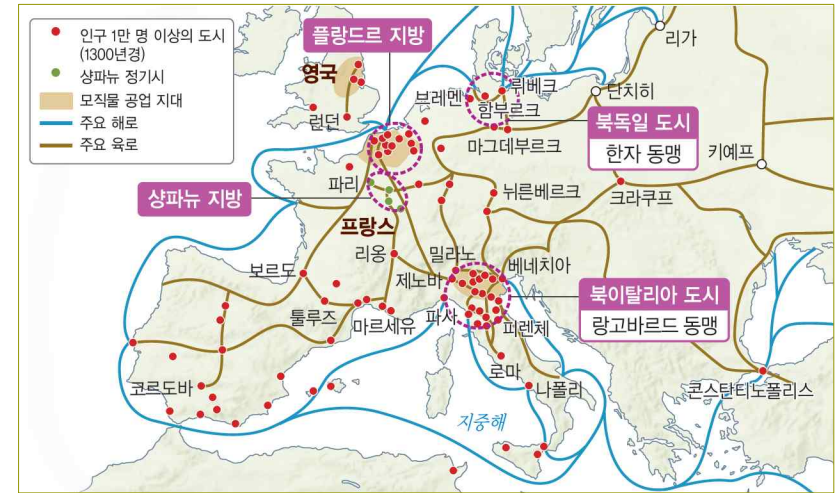 인구 1만 명 이상의 도시
(1300년경)
샹파뉴 정기시
모직물 공업 지대
주요 해로
주요 육로
플랑드르 지방
영국
런던
브레멘
뤼베크
함부르크
리가
단치히
마그데부르크
북독일 도시
한자 동맹
키예프
파리
샹파뉴 지방
뉘른베르크
크라쿠프
프랑스
리옹
밀라노
베네치아
보르도
제노바
북이탈리아 도시
랑고바르드 동맹
툴루즈
마르세유
파사
퍼렌체
로마
나폴리
코르도바
콘스탄티노폴리스
지중해